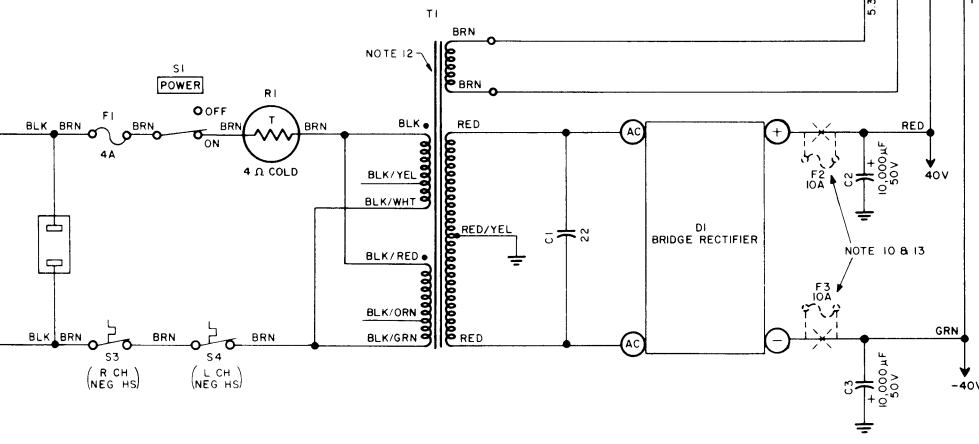 T1
5.3
BRN
NOTE 12
S1
POWER
BRN
F1
OFF
R1
BLK
BRN
BRN
BRN
T
BRN
BLK
RED
AC
+
RED
ON
4A
4 Ω COLD
BLK/YEL
F2
10A
C2
+
10,000µF
50V
40V
BLK/WHT
RED/YEL
C1
22
D1
BRIDGE RECTIFIER
NOTE 10 & 13
BLK/RED
F3
10A
BLK/ORN
BLK
BRN
BRN
BRN
BLK/GRN
RED
AC
−
GRN
S3
S4
(R CH
NEG HS)
(L CH
NEG HS)
C3
+
10,000µF
50V
-40V